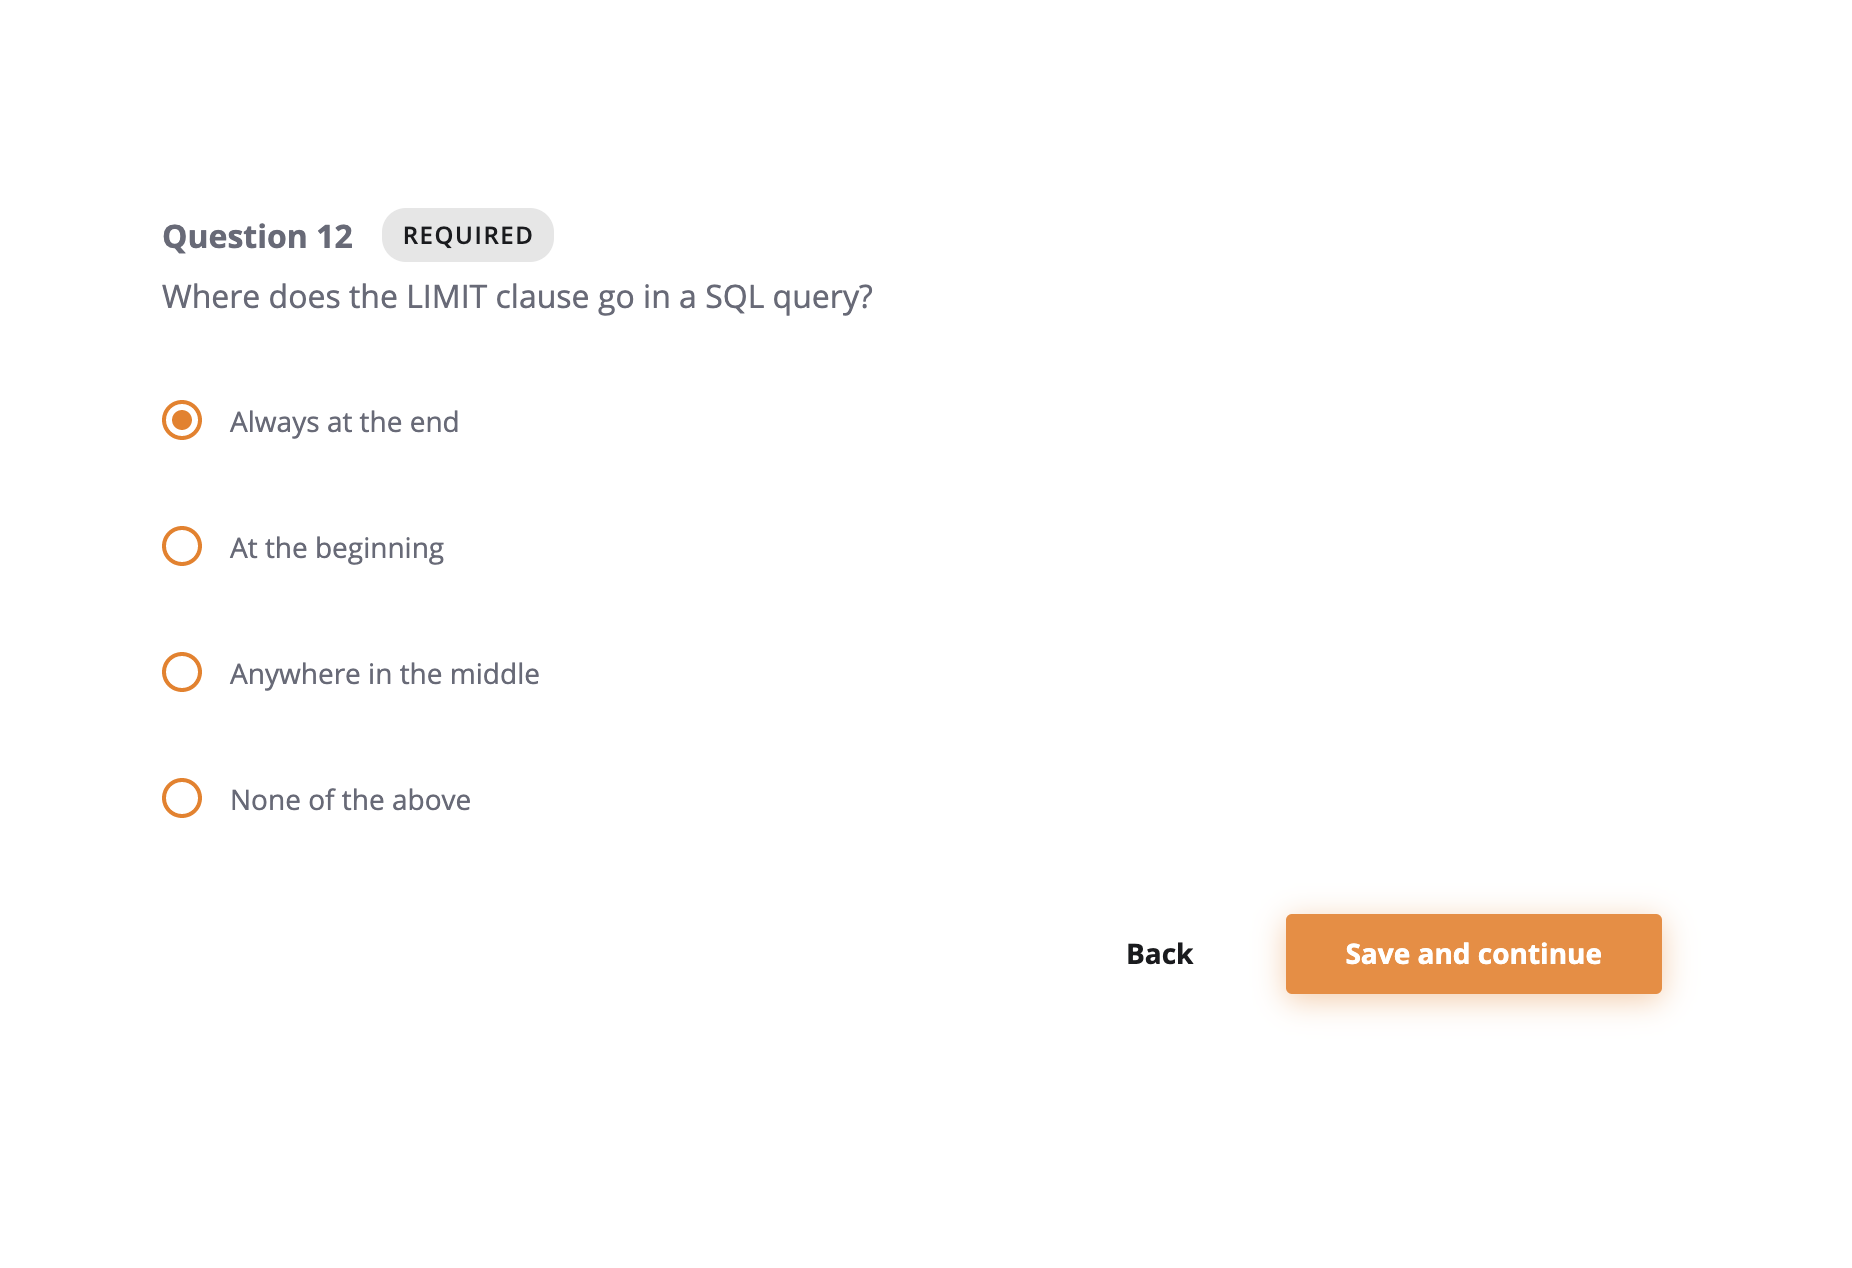 Question 12 REQUIRED
Where does the LIMIT clause go in a SQL query?
Always at the end
At the beginning
Anywhere in the middle
None of the above
Back Save and continue